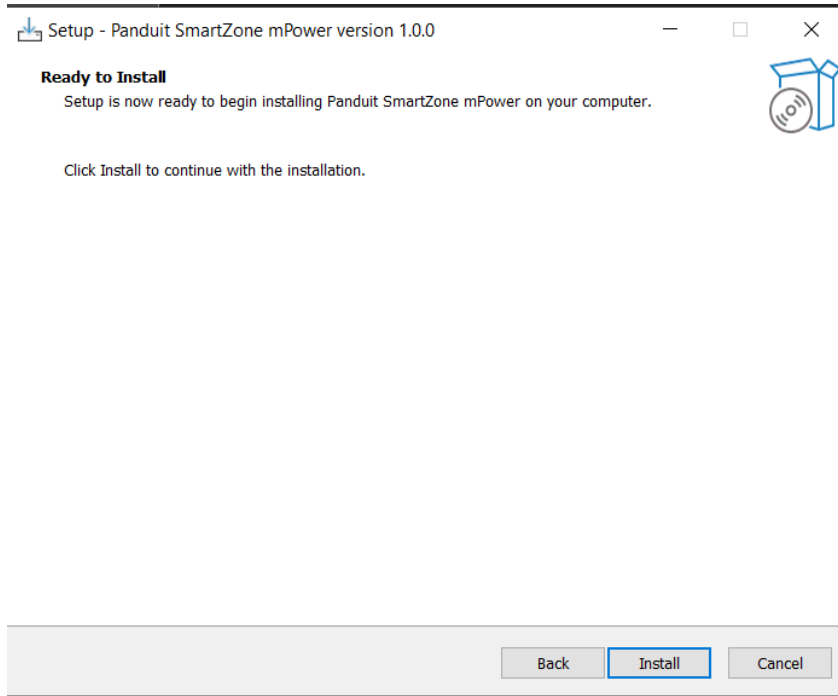 Setup - Panduit SmartZone mPower version 1.0.0
Ready to Install
Setup is now ready to begin installing Panduit SmartZone mPower on your computer.
Click Install to continue with the installation.
Back Install Cancel